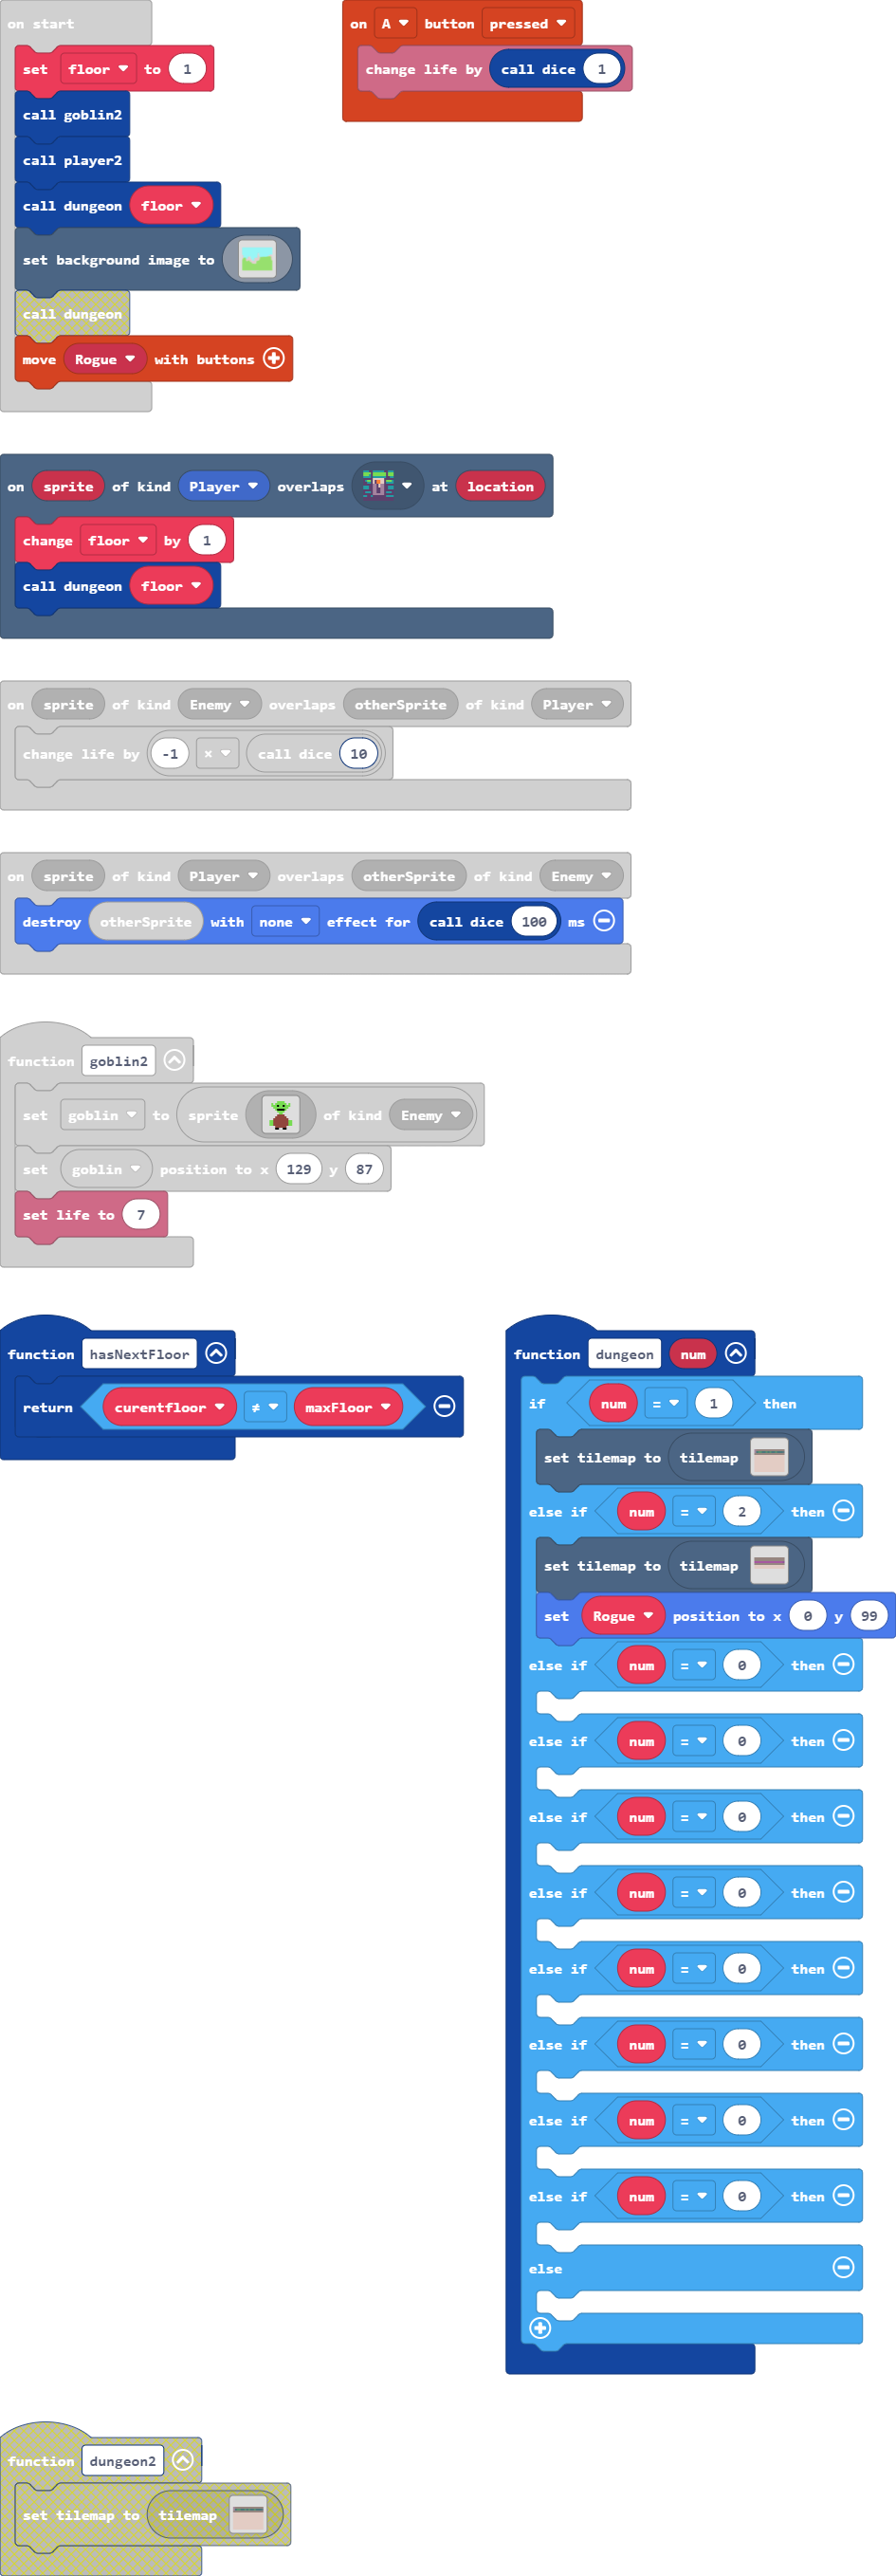 on start
set floor to 1
call goblin2
call player2
call dungeon floor
set background image to
call dungeon
move Rogue with buttons
on A button pressed
change life by call dice 1
on sprite of kind Player overlaps at location
change floor by 1
call dungeon floor
on sprite of kind Enemy overlaps otherSprite of kind Player
change life by -1 × call dice 10
on sprite of kind Player overlaps otherSprite of kind Enemy
destroy otherSprite with none effect for call dice 100 ms
function goblin2
set goblin to sprite of kind Enemy
set goblin position to x 129 y 87
set life to 7
function hasNextFloor
return curentfloor ≠ maxFloor
function dungeon num
if num = 1 then
set tilemap to tilemap
else if num = 2 then
set tilemap to tilemap
set Rogue position to x 0 y 99
else if num = 0 then
else if num = 0 then
else if num = 0 then
else if num = 0 then
else if num = 0 then
else if num = 0 then
else if num = 0 then
else if num = 0 then
else
function dungeon2
set tilemap to tilemap